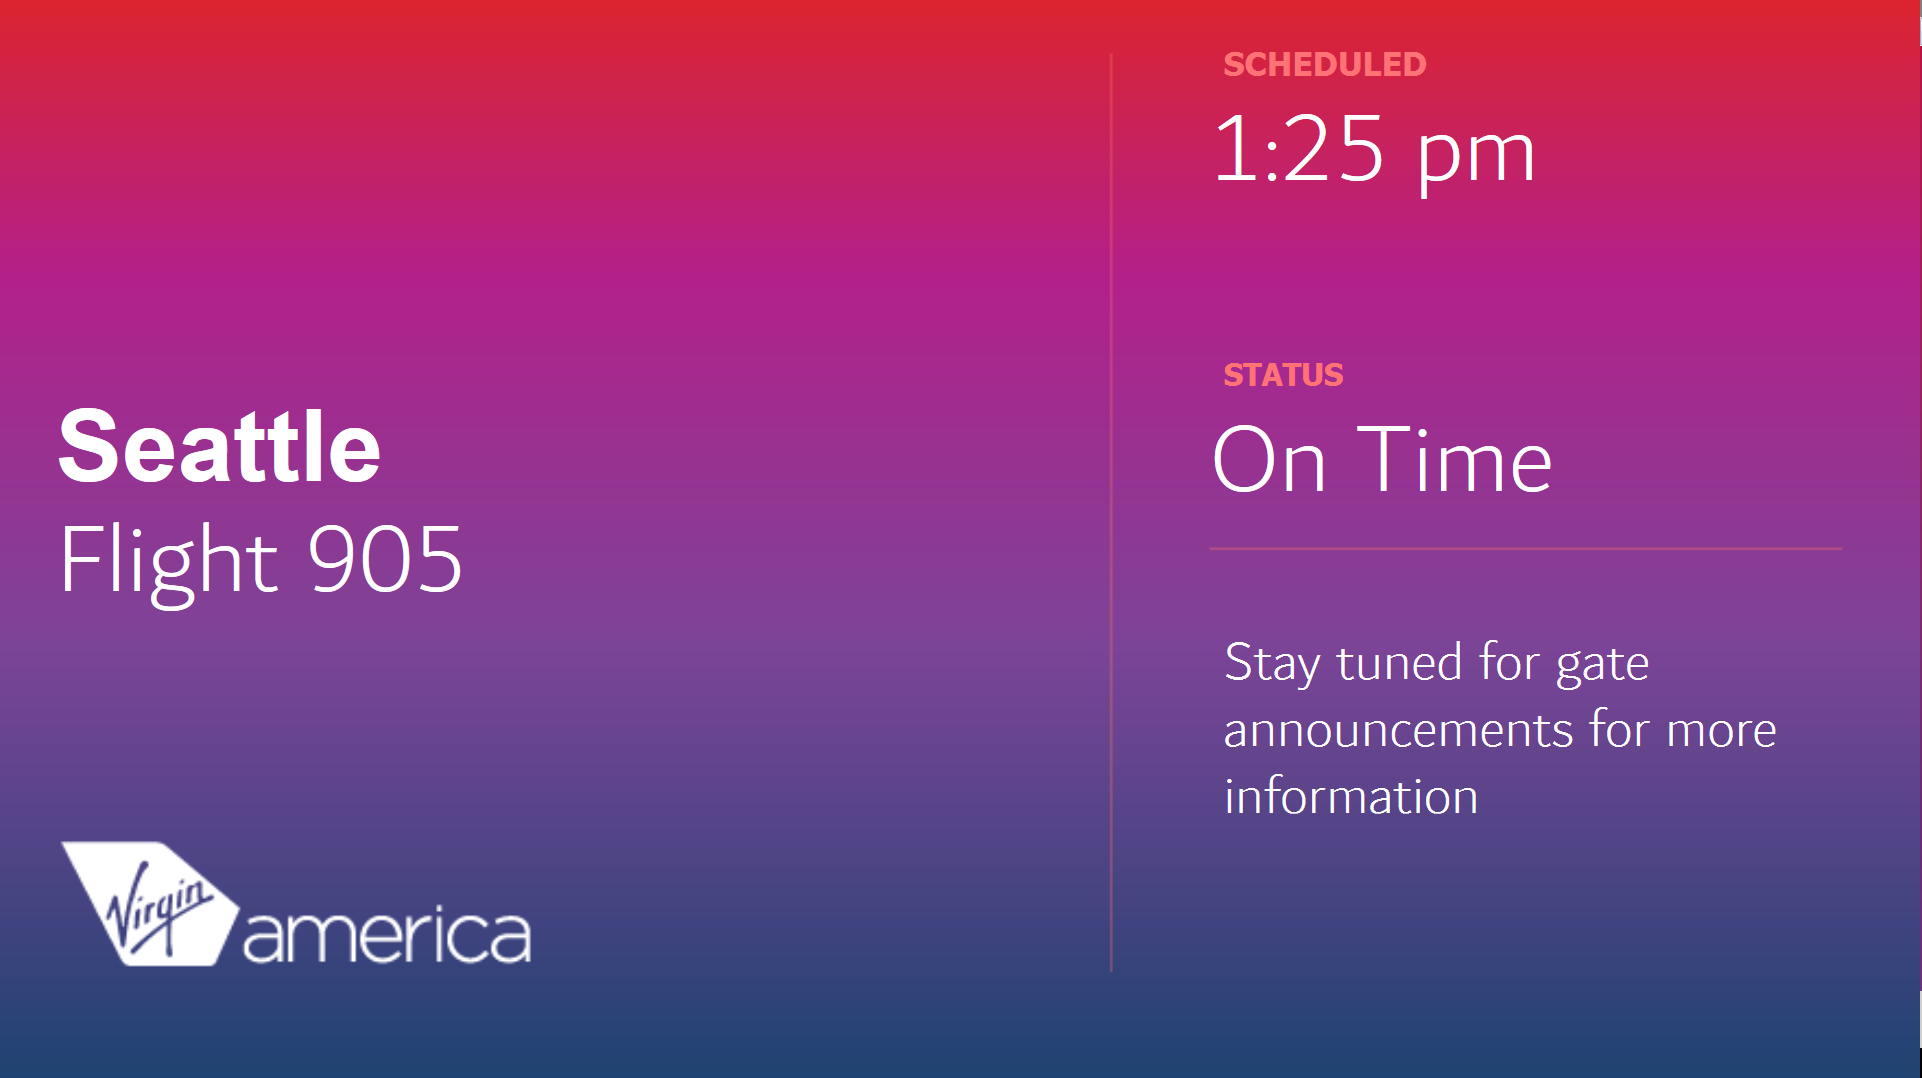 Seattle
Flight 905
Virgin america
SCHEDULED
1:25 pm
STATUS
On Time
Stay tuned for gate
announcements for more
information